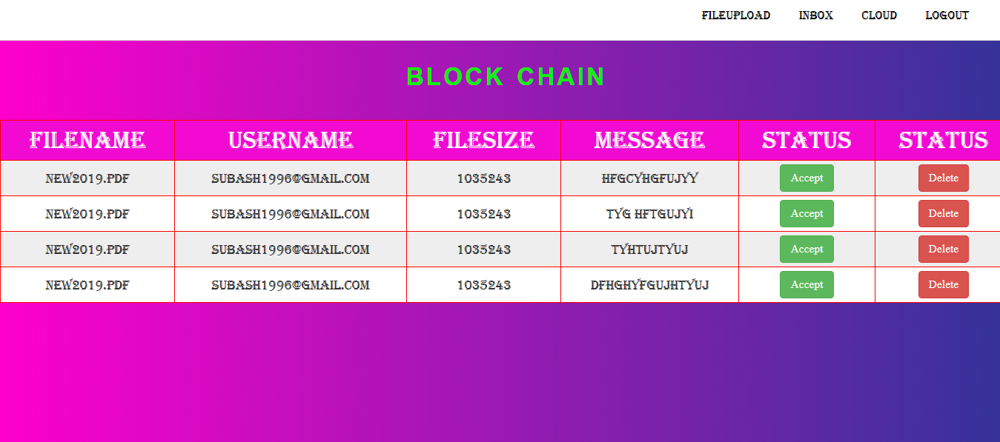 FILEUPLOAD INBOX CLOUD LOGOUT
BLOCK CHAIN
FILENAME USERNAME FILESIZE MESSAGE STATUS STATUS
NEW2019.PDF SUBASH1996@GMAIL.COM 1035243 HFGCYHGFUJYY Accept Delete
NEW2019.PDF SUBASH1996@GMAIL.COM 1035243 TYG HFTGUJYI Accept Delete
NEW2019.PDF SUBASH1996@GMAIL.COM 1035243 TYHTUJTYUJ Accept Delete
NEW2019.PDF SUBASH1996@GMAIL.COM 1035243 DFHGHYFGUJHTYUJ Accept Delete